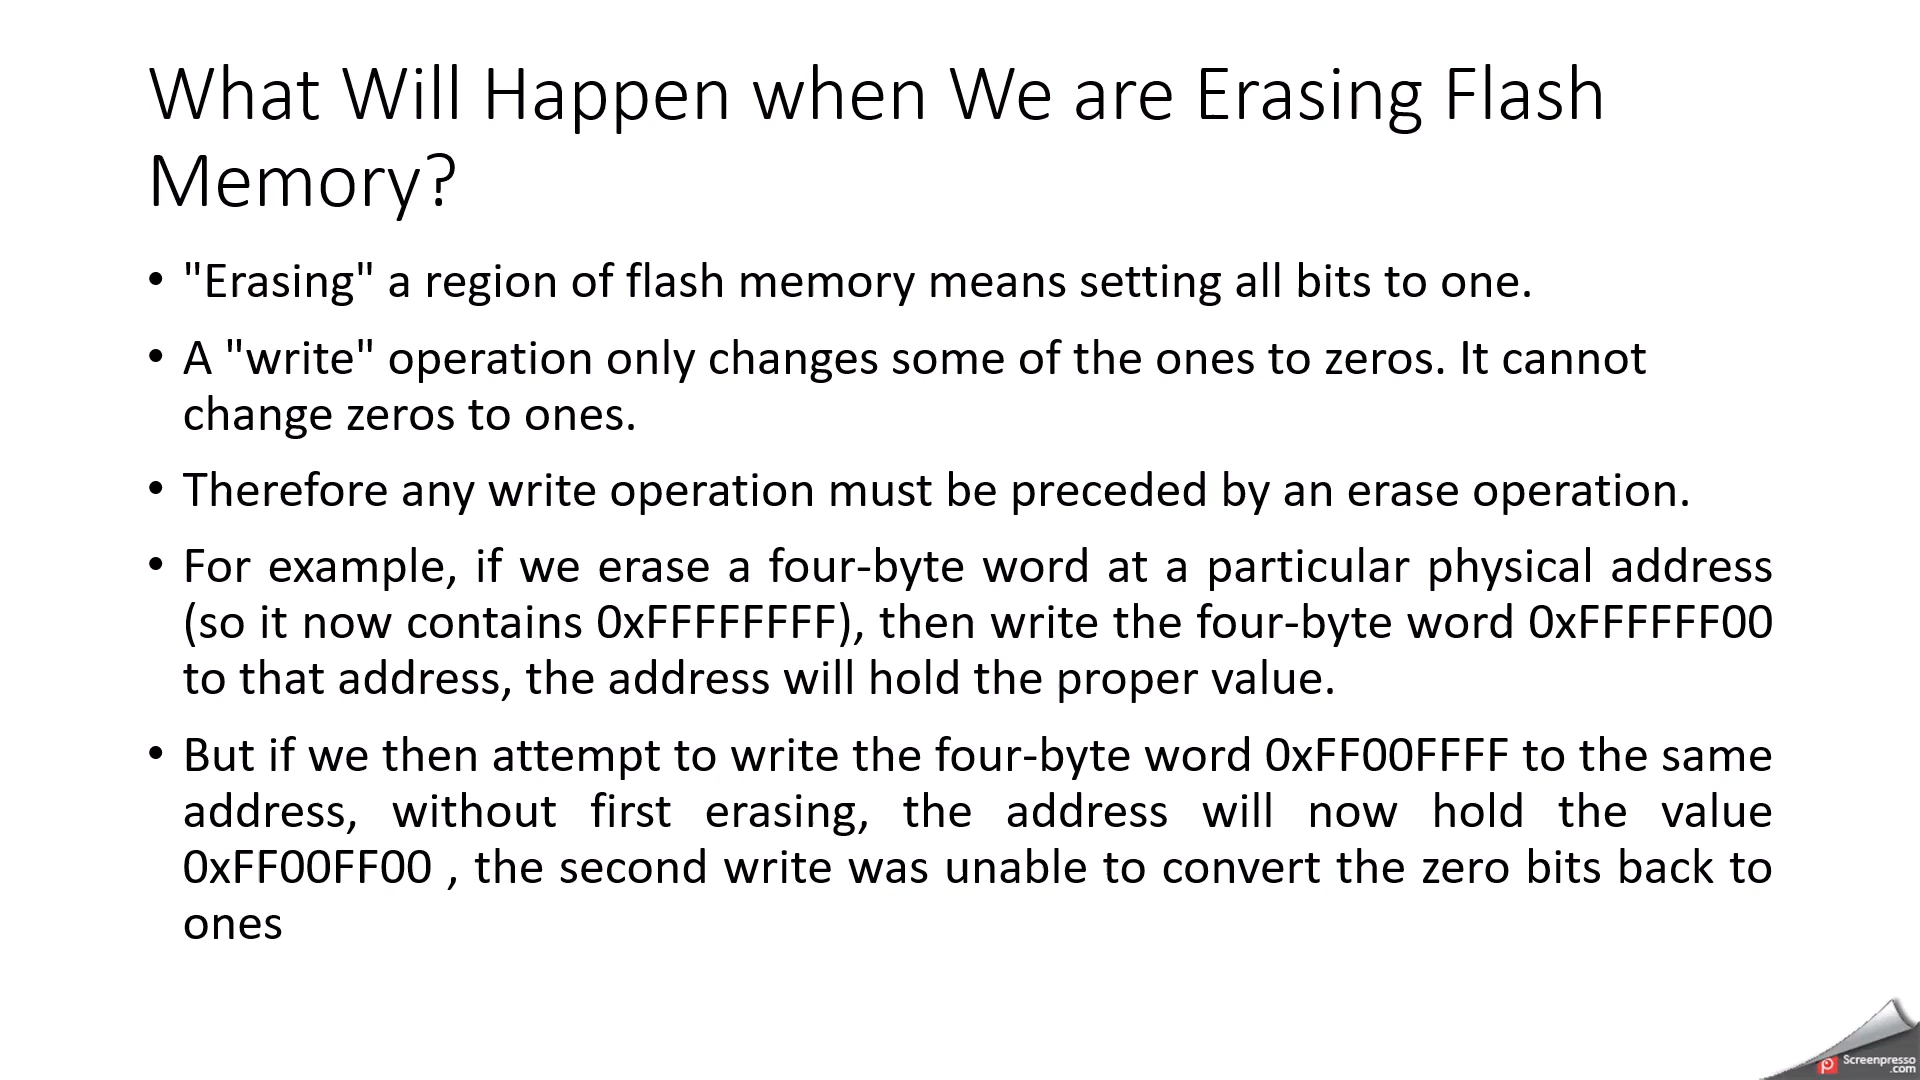 What Will Happen when We are Erasing Flash
Memory?
• "Erasing" a region of flash memory means setting all bits to one.
• A "write" operation only changes some of the ones to zeros. It cannot
change zeros to ones.
• Therefore any write operation must be preceded by an erase operation.
• For example, if we erase a four-byte word at a particular physical address
(so it now contains 0xFFFFFFFF), then write the four-byte word 0xFFFFFF00
to that address, the address will hold the proper value.
• But if we then attempt to write the four-byte word 0xFF00FFFF to the same
address, without first erasing, the address will now hold the value
0xFF00FF00 , the second write was unable to convert the zero bits back to
ones
Screenpresso
.com